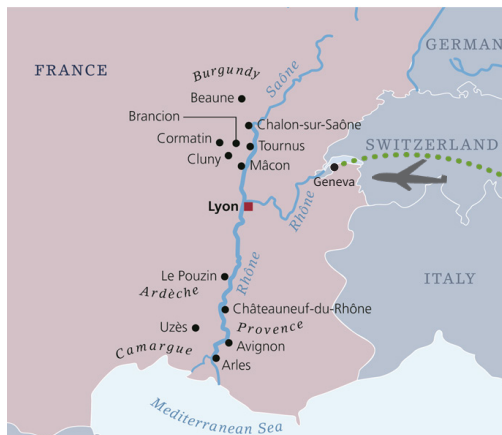 GERMAN
FRANCE
Burgundy
Saône
Beaune
Brancion
Chalon-sur-Saône
Cormatin
Tournus
SWITZERLAND
Cluny
Mâcon
Geneva
Lyon
Rhône
Rhône
Le Pouzin
ITALY
Ardèche
Châteauneuf-du-Rhône
Uzès
Provence
Camargue
Avignon
Arles
Mediterranean Sea